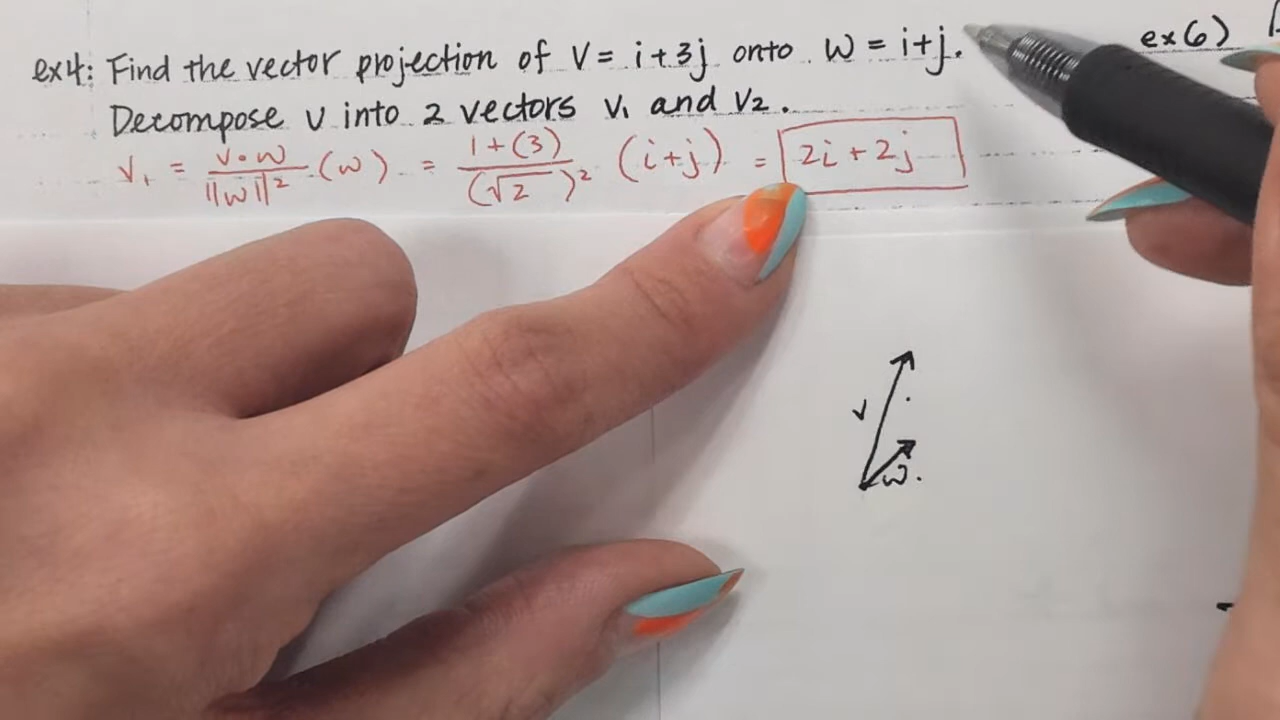 ex4: Find the vector projection of v = i + 3j onto w = i + j.
Decompose v into 2 vectors v₁ and v₂.
v₁ = v•w / ||w||² (w) = 1+(3) / (√2)² (i+j) = 2i + 2j
ex6)
v
w.